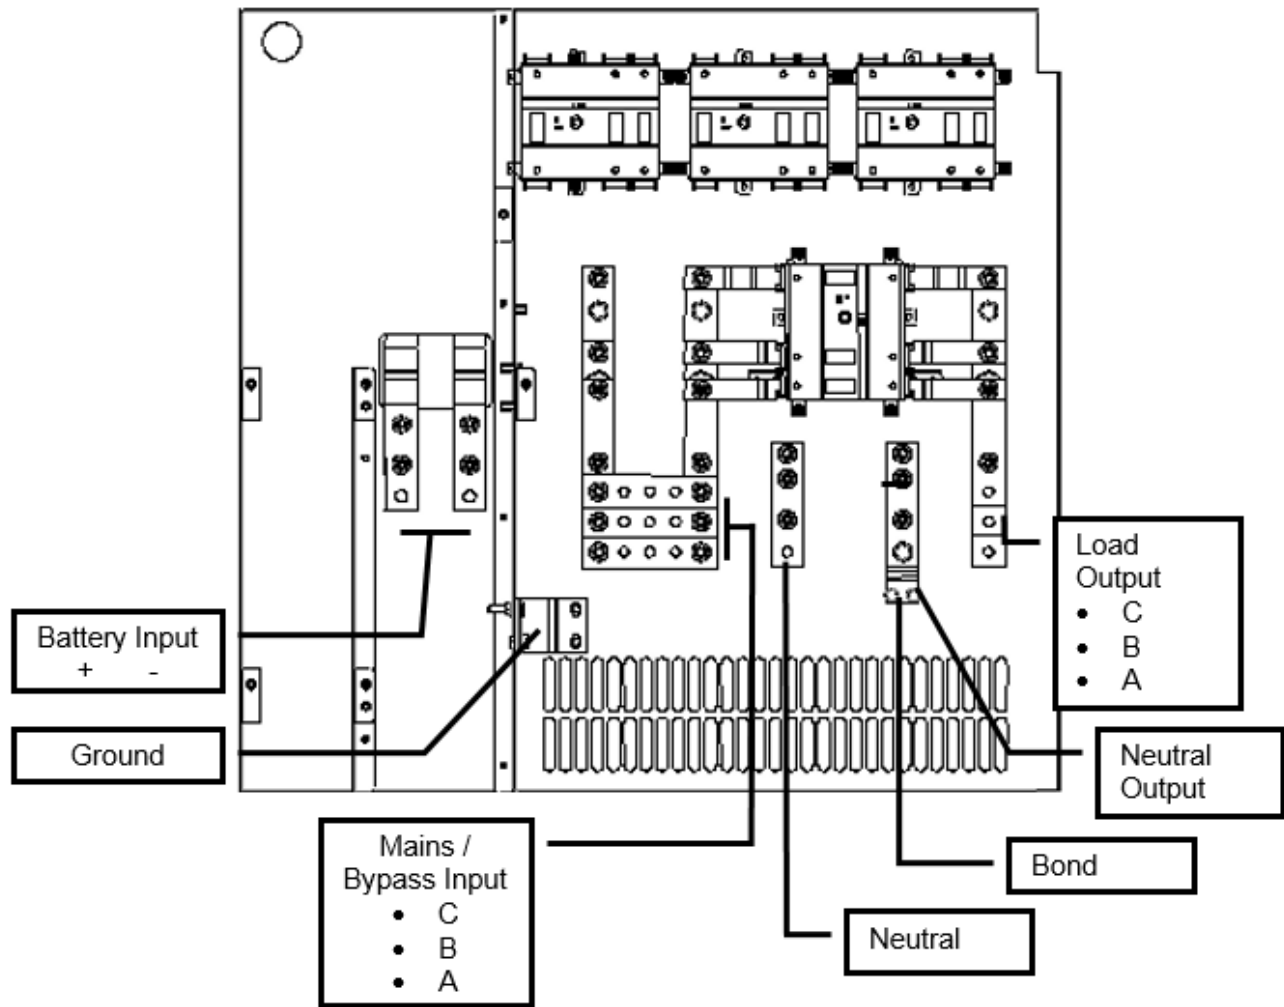 Battery Input
+ -
Ground
Mains /
Bypass Input
• C
• B
• A
Load
Output
• C
• B
• A
Neutral
Output
Bond
Neutral